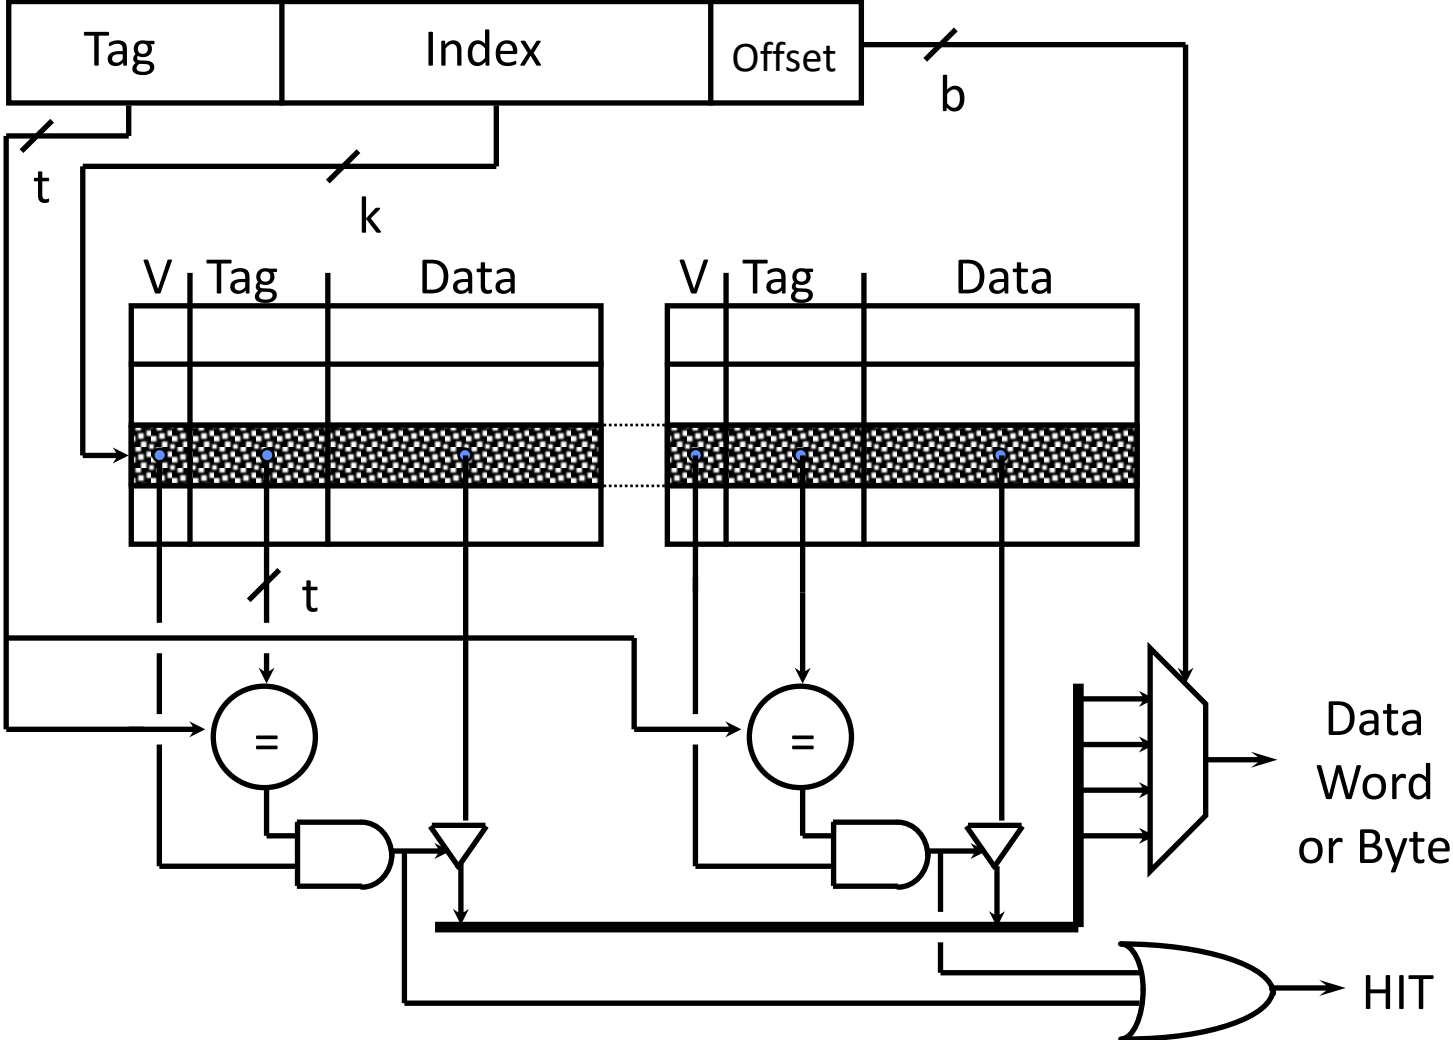 Tag Index Offset
b
t
k
V Tag Data V Tag Data
t
= =
Data
Word
or Byte
HIT